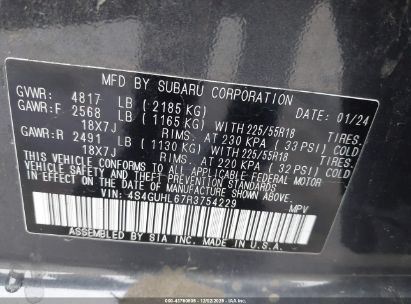 MFD BY SUBARU CORPORATION
DATE: 01/24
GVWR: 4817 LB ( 2185 KG)
GAWR:F 2568 LB ( 1165 KG) WITH 225/55R18 TIRES.
18X7J RIMS. AT 230 KPA ( 33 PSI) COLD
GAWR:R 2491 LB ( 1130 KG) WITH 225/55R18 TIRES.
18X7J RIMS. AT 220 KPA ( 32 PSI) COLD
THIS VEHICLE CONFORMS TO ALL APPLICABLE FEDERAL MOTOR
VEHICLE SAFETY STANDARDS
IN EFFECT ON THE DATE OF MANUFACTURE SHOWN ABOVE.
VIN: 4S4GUHL67R3754229 MPV
ASSEMBLED BY SIA INC. MADE IN U.S.A.